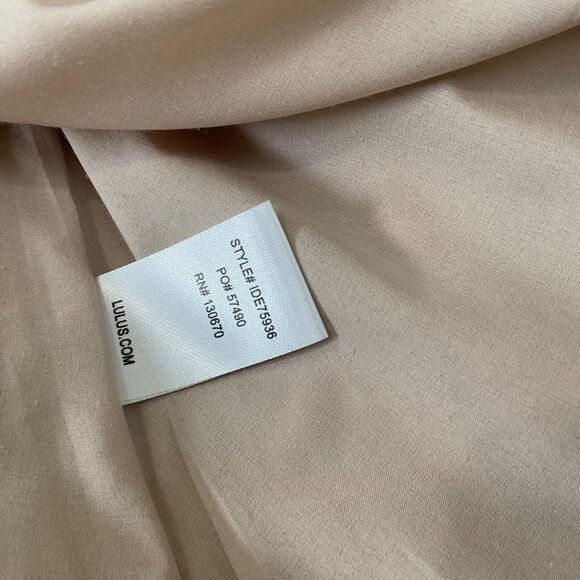 STYLE# IDE75936
PO# 57490
RN# 130670
LULUS.COM